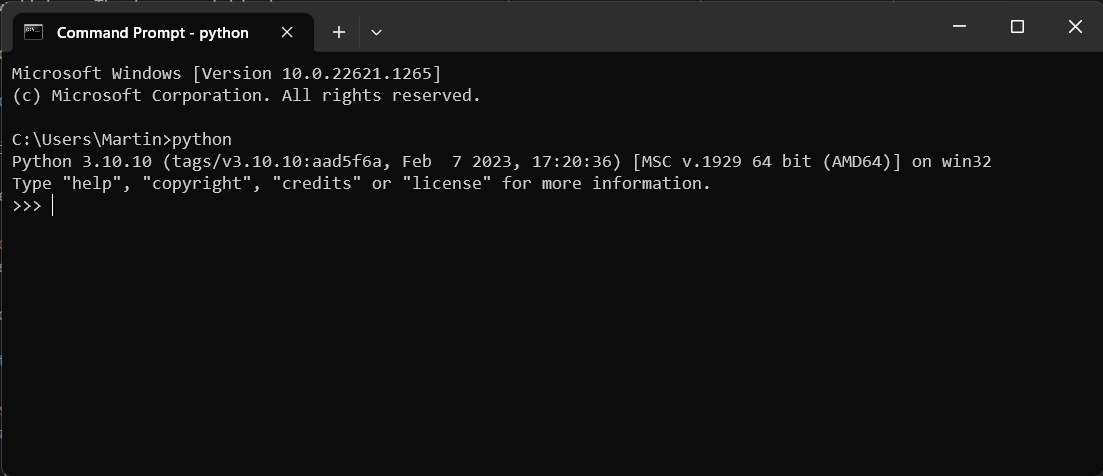 Command Prompt - python
Microsoft Windows [Version 10.0.22621.1265]
(c) Microsoft Corporation. All rights reserved.
C:\Users\Martin>python
Python 3.10.10 (tags/v3.10.10:aad5f6a, Feb  7 2023, 17:20:36) [MSC v.1929 64 bit (AMD64)] on win32
Type "help", "copyright", "credits" or "license" for more information.
>>>